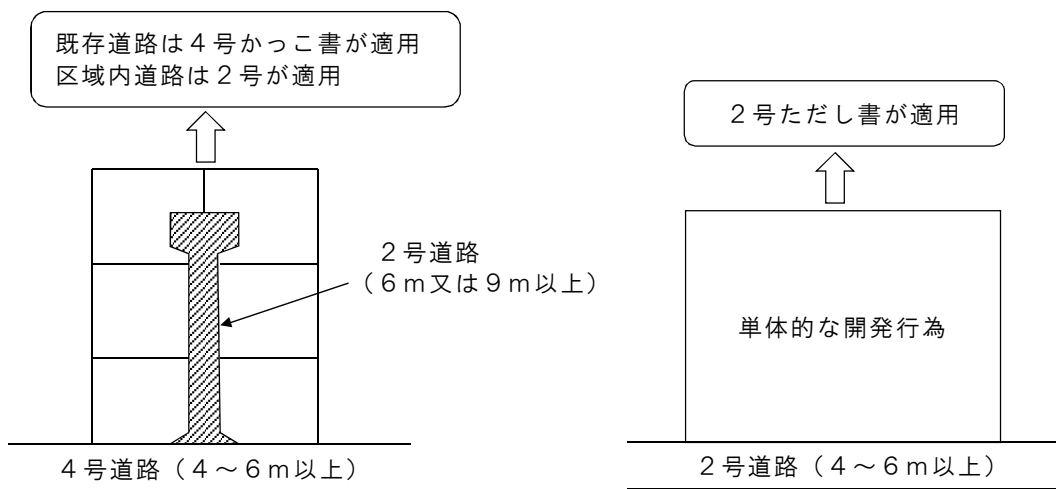 既存道路は４号かっこ書が適用
区域内道路は２号が適用
２号道路
（６ｍ又は９ｍ以上）
４号道路（４～６ｍ以上）
２号ただし書が適用
単体的な開発行為
２号道路（４～６ｍ以上）